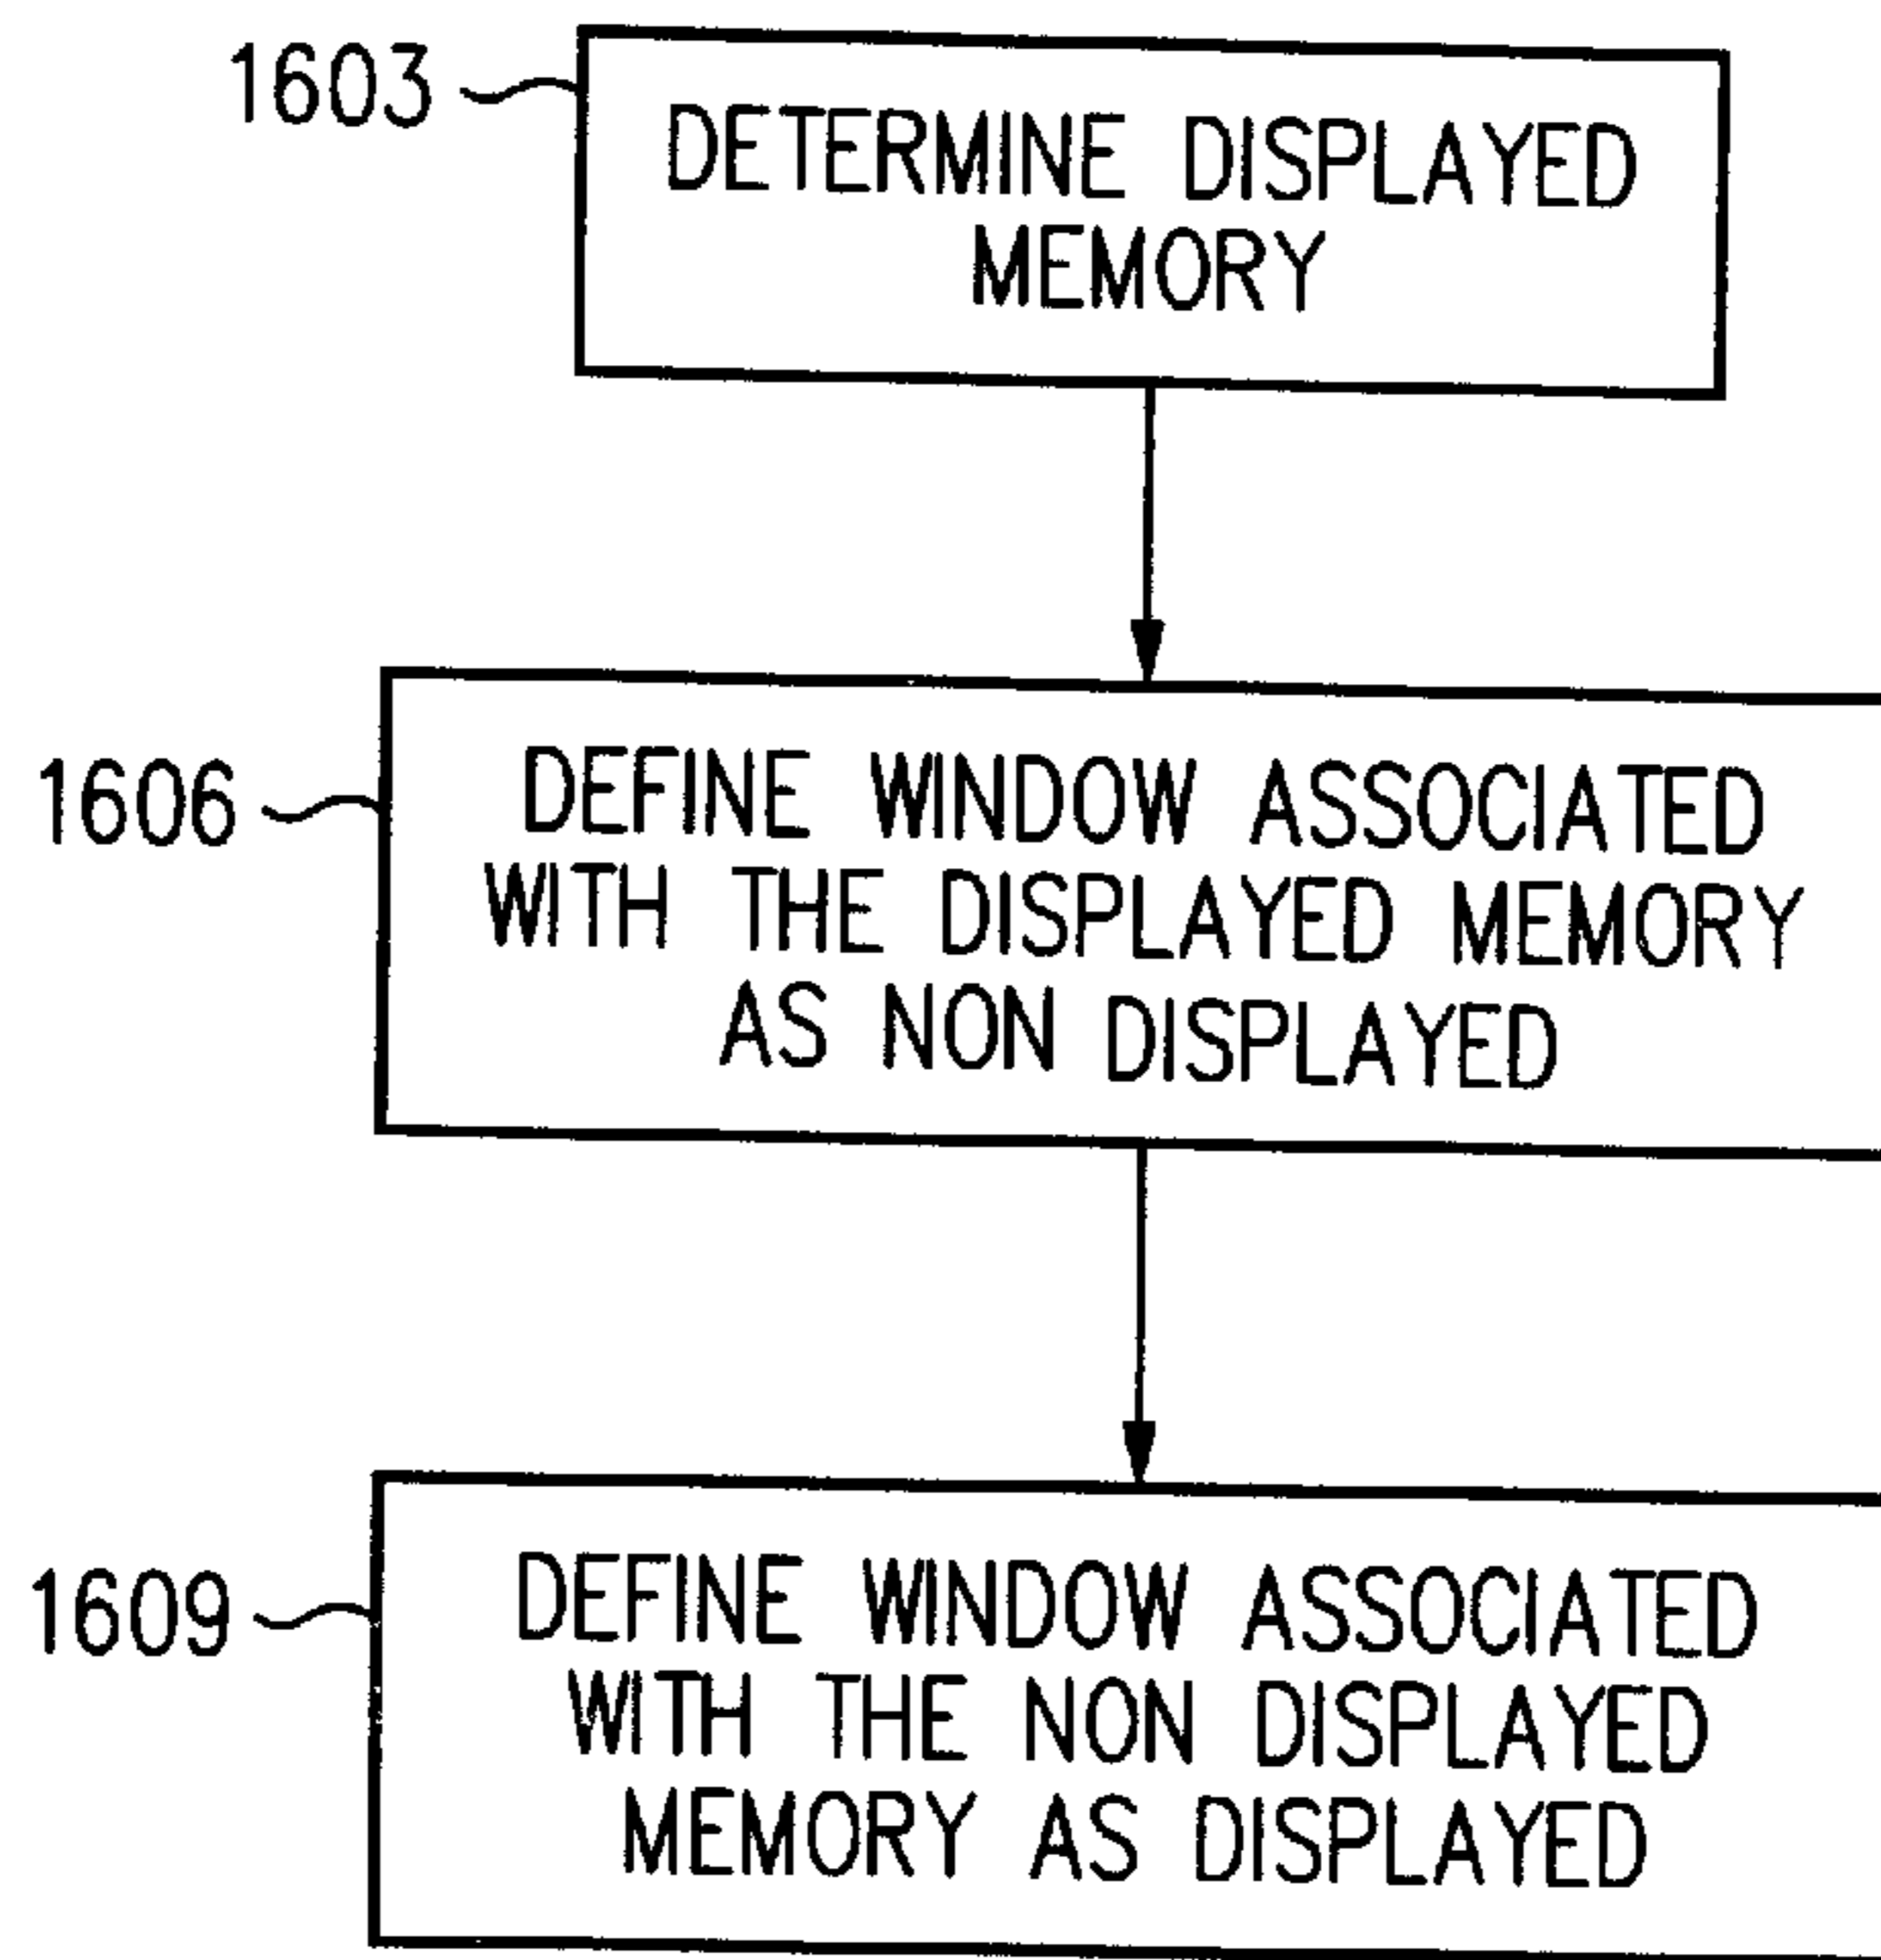 1603
DETERMINE DISPLAYED
MEMORY
1606
DEFINE WINDOW ASSOCIATED
WITH THE DISPLAYED MEMORY
AS NON DISPLAYED
1609
DEFINE WINDOW ASSOCIATED
WITH THE NON DISPLAYED
MEMORY AS DISPLAYED